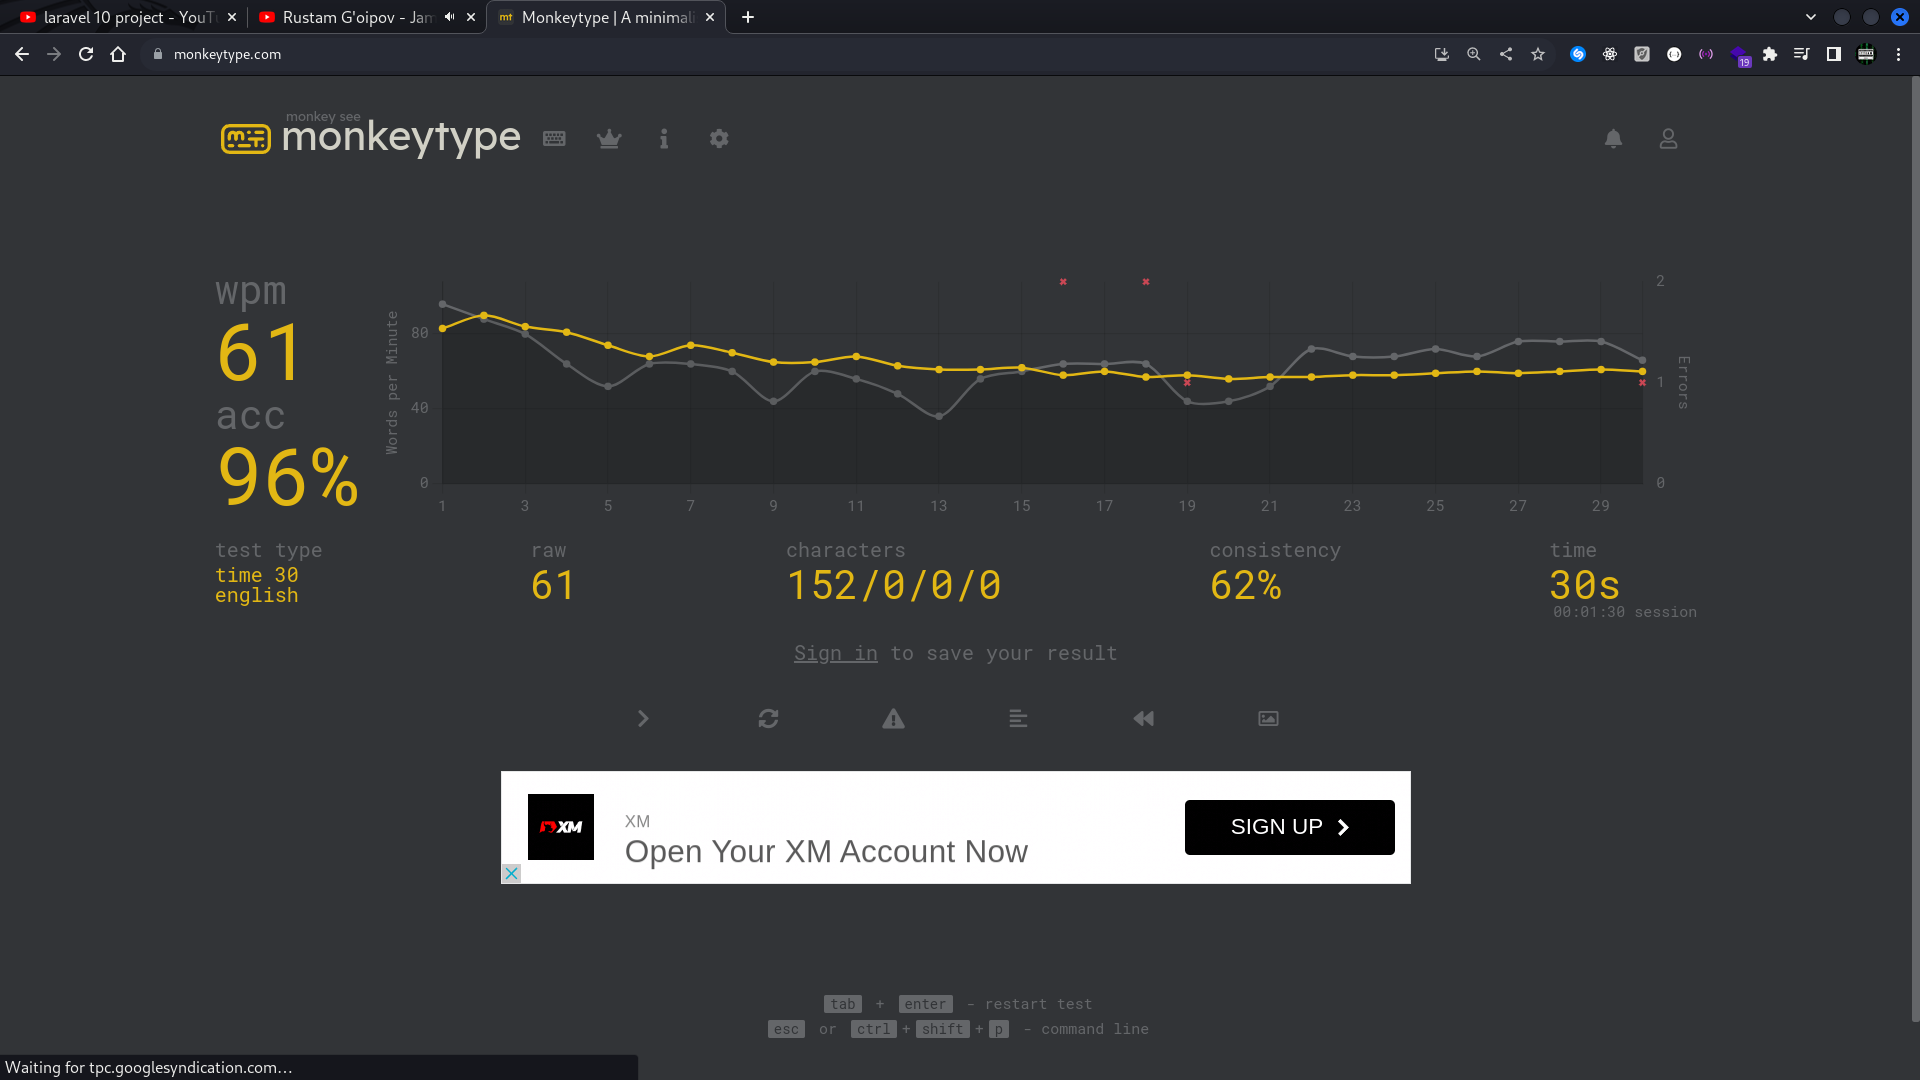 laravel 10 project - YouTu
Rustam G'oipov - Jam
Monkeytype | A minimali
monkeytype.com
19
monkey see
monkeytype
wpm
61
acc
96%
Words per Minute
80
40
0
2
1
0
Errors
1 3 5 7 9 11 13 15 17 19 21 23 25 27 29
test type
time 30
english
raw
61
characters
152/0/0/0
consistency
62%
time
30s
00:01:30 session
Sign in to save your result
XM
XM
Open Your XM Account Now
SIGN UP
tab + enter - restart test
esc or ctrl + shift + p - command line
Waiting for tpc.googlesyndication.com…